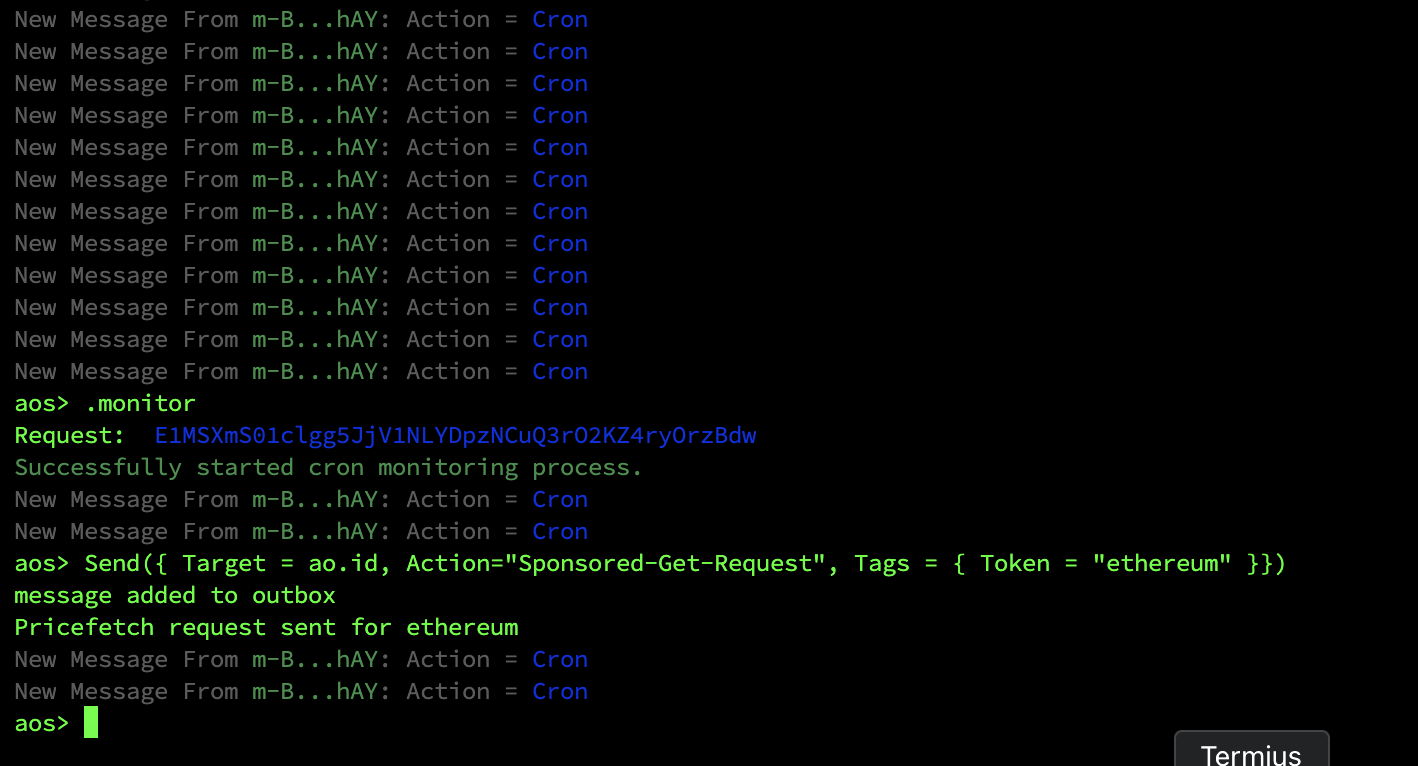 New Message From m-B...hAY: Action = Cron
New Message From m-B...hAY: Action = Cron
New Message From m-B...hAY: Action = Cron
New Message From m-B...hAY: Action = Cron
New Message From m-B...hAY: Action = Cron
New Message From m-B...hAY: Action = Cron
New Message From m-B...hAY: Action = Cron
New Message From m-B...hAY: Action = Cron
New Message From m-B...hAY: Action = Cron
New Message From m-B...hAY: Action = Cron
New Message From m-B...hAY: Action = Cron
New Message From m-B...hAY: Action = Cron
aos> .monitor
Request:  E1MSXmS01clgg5JjV1NLYDpzNCuQ3rO2KZ4ryOrzBdw
Successfully started cron monitoring process.
New Message From m-B...hAY: Action = Cron
New Message From m-B...hAY: Action = Cron
aos> Send({ Target = ao.id, Action="Sponsored-Get-Request", Tags = { Token = "ethereum" }})
message added to outbox
Pricefetch request sent for ethereum
New Message From m-B...hAY: Action = Cron
New Message From m-B...hAY: Action = Cron
aos>
Termius